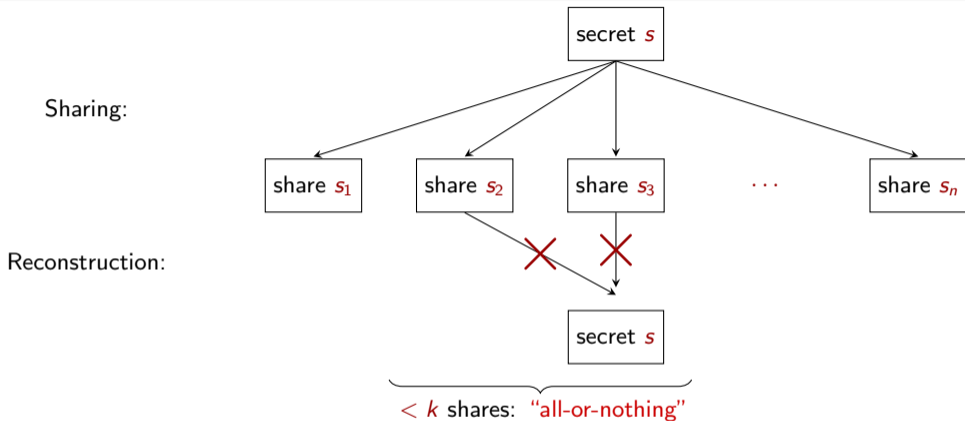 secret s
Sharing:
share s₁ share s₂ share s₃ ··· share sₙ
Reconstruction:
secret s
< k shares: “all-or-nothing”